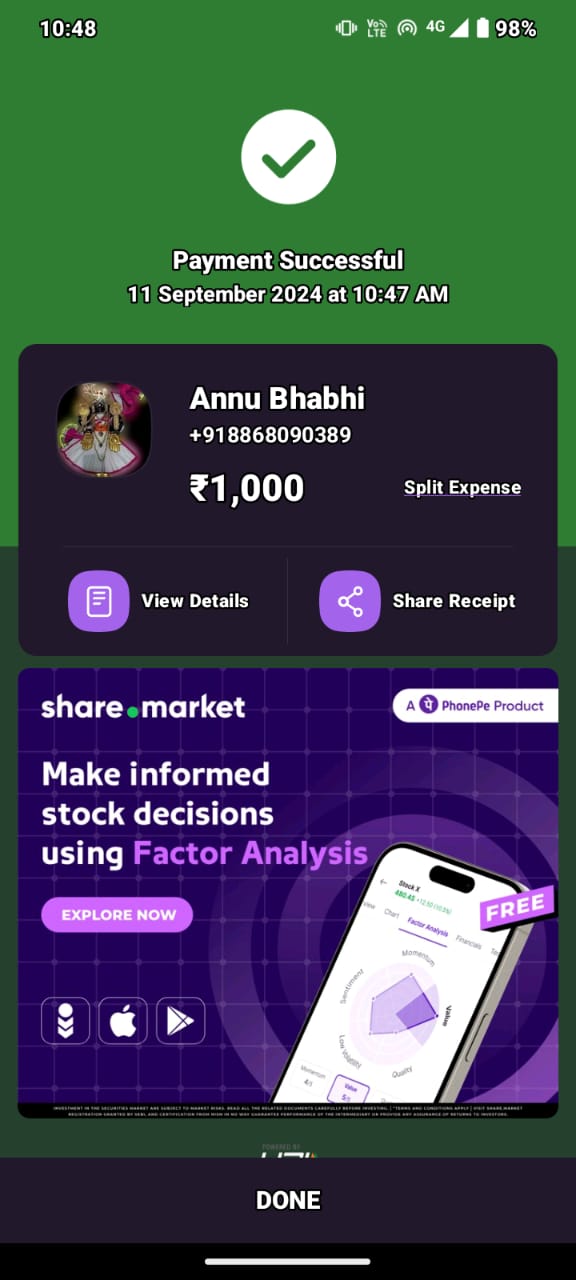 10:48
Vo LTE 4G 98%
Payment Successful
11 September 2024 at 10:47 AM
Annu Bhabhi
+918868090389
₹1,000
Split Expense
View Details
Share Receipt
share.market
A पे PhonePe Product
Make informed
stock decisions
using Factor Analysis
EXPLORE NOW
FREE
Stock X
480.45 +12.50 (10.5%)
Chart
Factor Analysis
Financials
Momentum
Sentiment
Value
Low Volatility
Quality
Momentum
4/5
Value
5/5
INVESTMENT IN THE SECURITIES MARKET ARE SUBJECT TO MARKET RISKS. READ ALL THE RELATED DOCUMENTS CAREFULLY BEFORE INVESTING. | *TERMS AND CONDITIONS APPLY | VISIT SHARE.MARKET
REGISTRATION GRANTED BY SEBI, AND CERTIFICATION FROM NISM IN NO WAY GUARANTEE PERFORMANCE OF THE INTERMEDIARY OR PROVIDE ANY ASSURANCE OF RETURNS TO INVESTORS.
POWERED BY
DONE